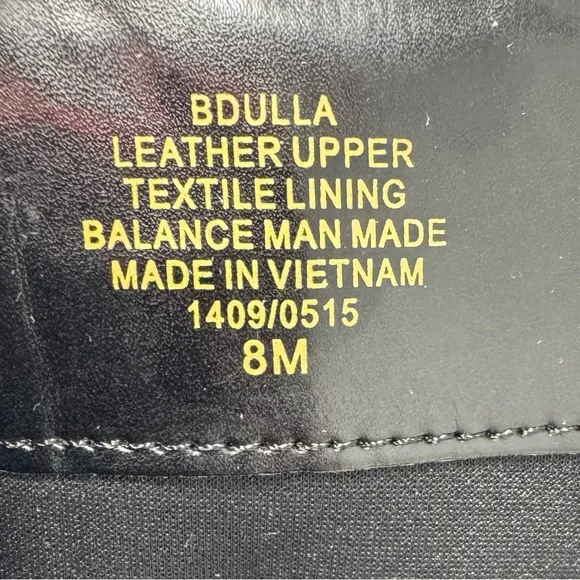 BDULLA
LEATHER UPPER
TEXTILE LINING
BALANCE MAN MADE
MADE IN VIETNAM
1409/0515
8M